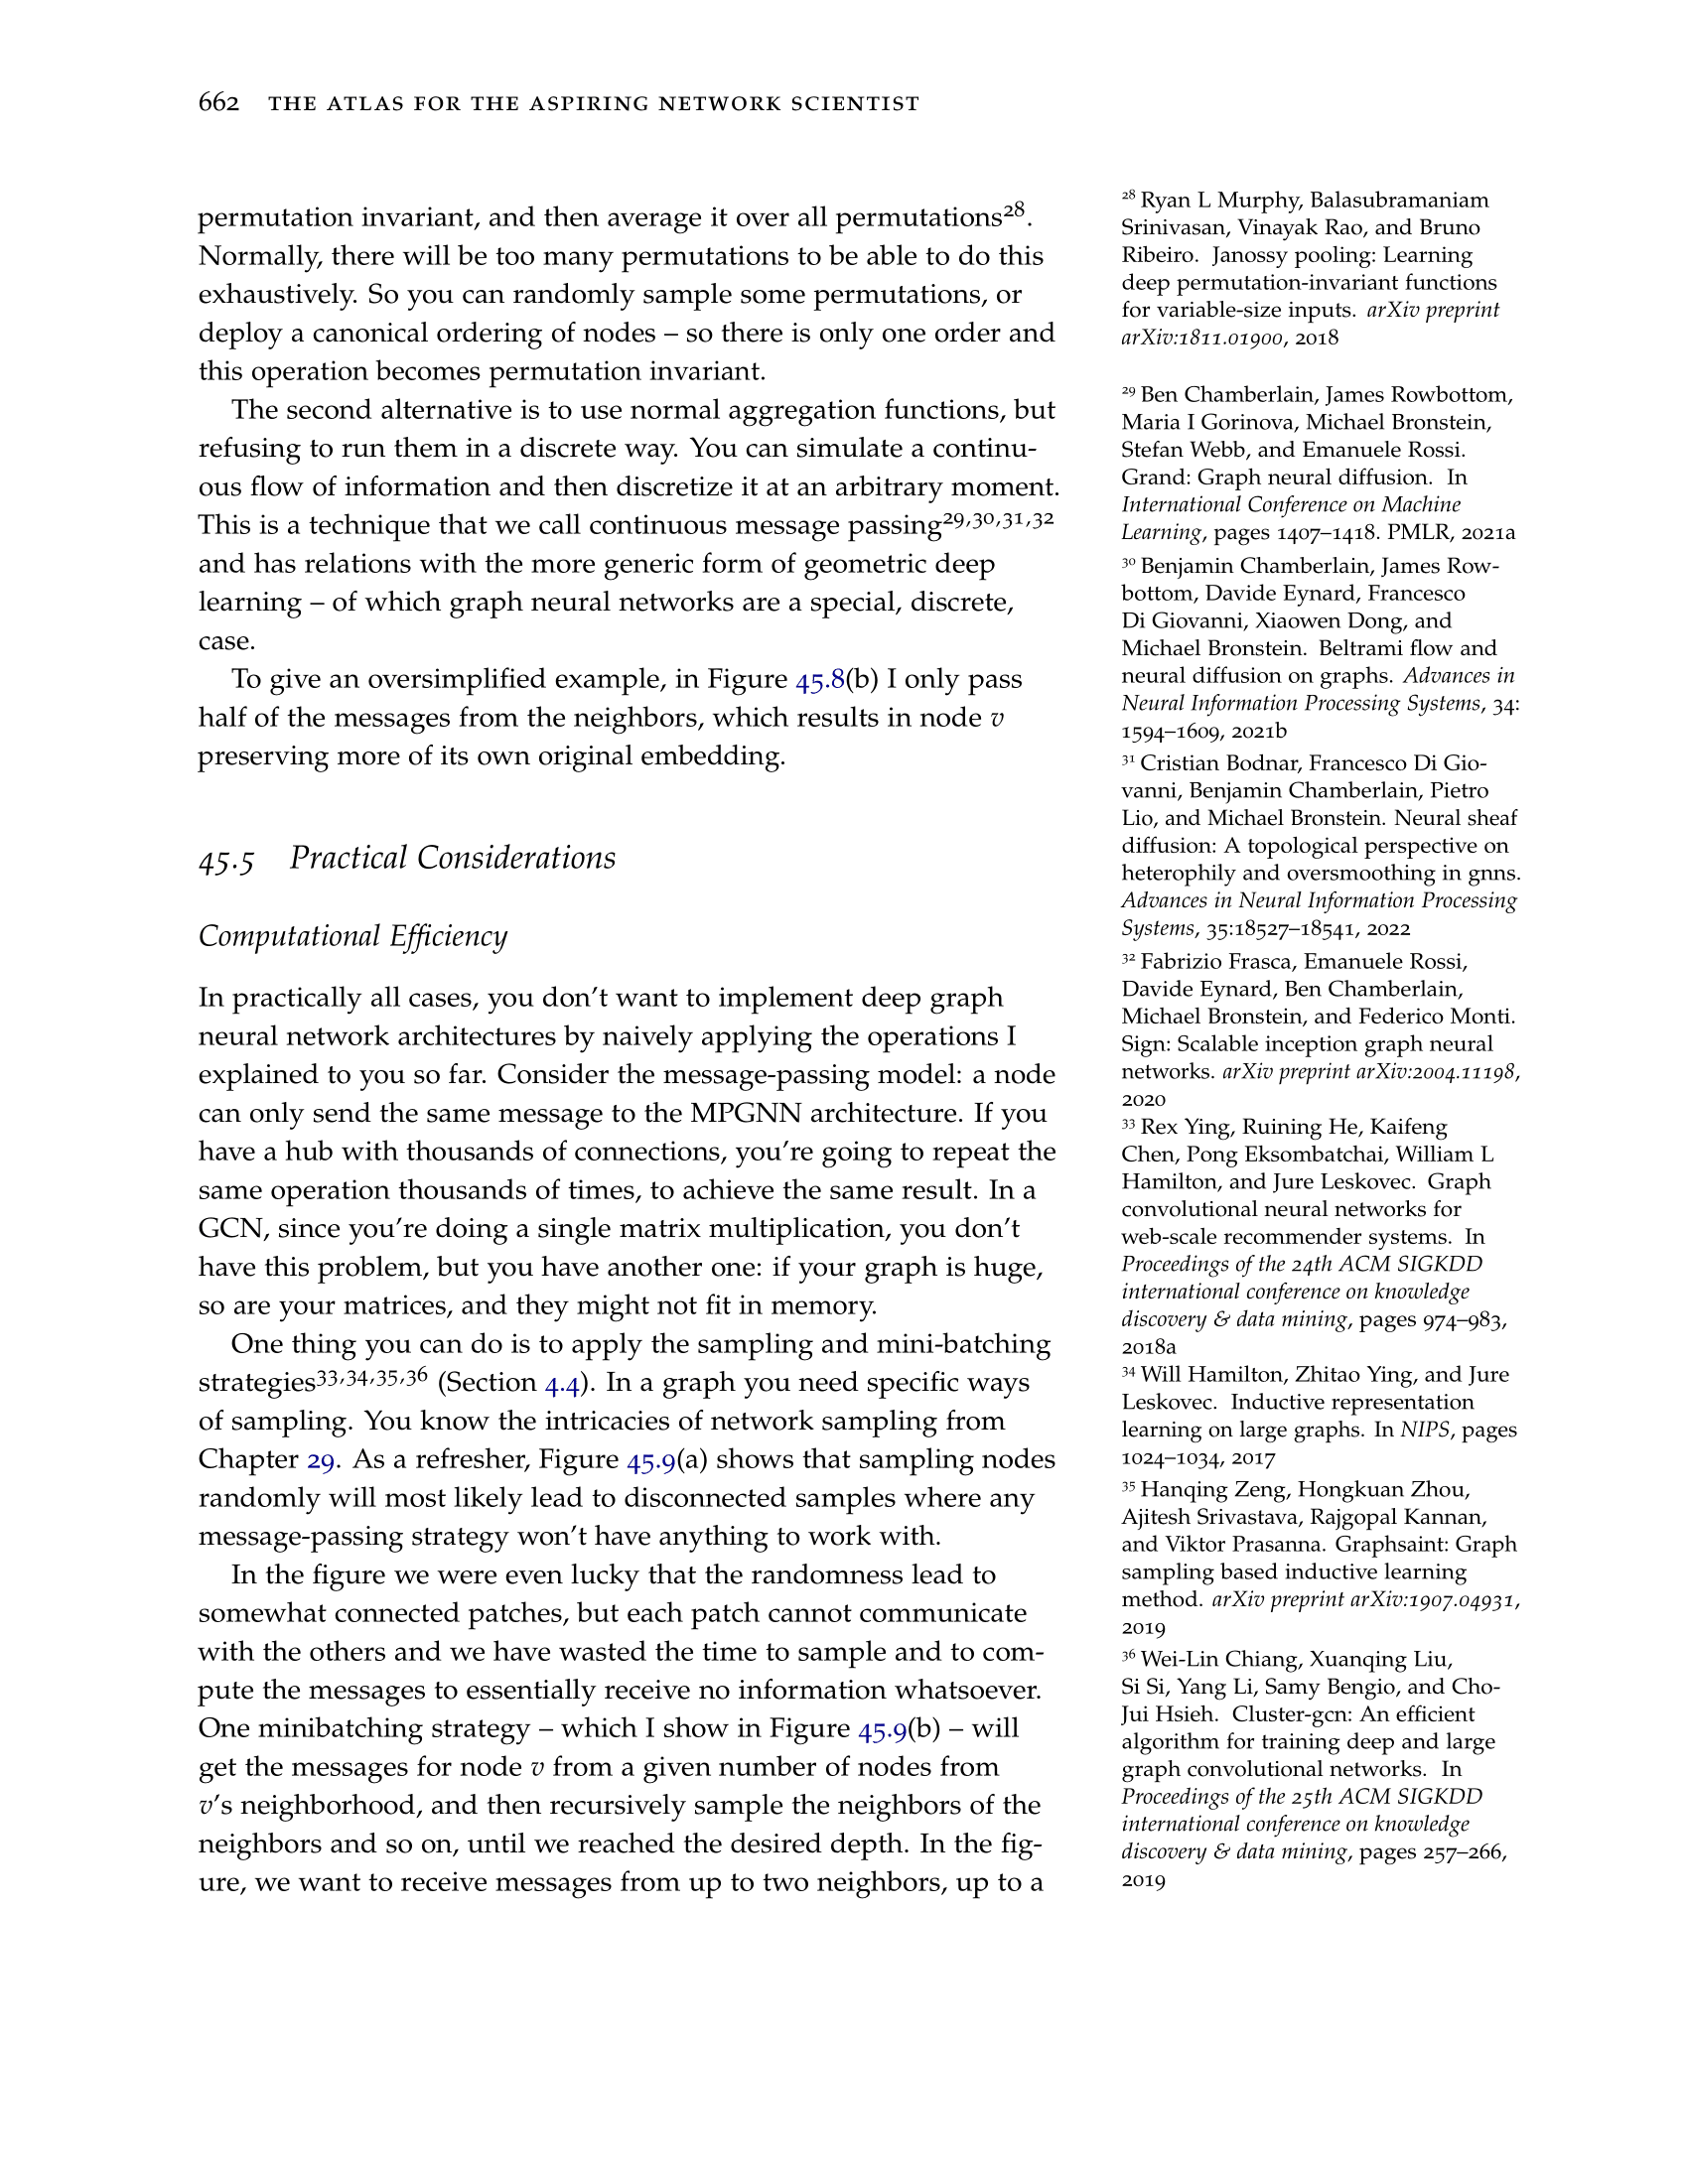 662 THE ATLAS FOR THE ASPIRING NETWORK SCIENTIST
permutation invariant, and then average it over all permutations28.
Normally, there will be too many permutations to be able to do this
exhaustively. So you can randomly sample some permutations, or
deploy a canonical ordering of nodes – so there is only one order and
this operation becomes permutation invariant.
The second alternative is to use normal aggregation functions, but
refusing to run them in a discrete way. You can simulate a continu-
ous flow of information and then discretize it at an arbitrary moment.
This is a technique that we call continuous message passing29,30,31,32
and has relations with the more generic form of geometric deep
learning – of which graph neural networks are a special, discrete,
case.
To give an oversimplified example, in Figure 45.8(b) I only pass
half of the messages from the neighbors, which results in node v
preserving more of its own original embedding.
45.5 Practical Considerations
Computational Efficiency
In practically all cases, you don't want to implement deep graph
neural network architectures by naively applying the operations I
explained to you so far. Consider the message-passing model: a node
can only send the same message to the MPGNN architecture. If you
have a hub with thousands of connections, you're going to repeat the
same operation thousands of times, to achieve the same result. In a
GCN, since you're doing a single matrix multiplication, you don't
have this problem, but you have another one: if your graph is huge,
so are your matrices, and they might not fit in memory.
One thing you can do is to apply the sampling and mini-batching
strategies33,34,35,36 (Section 4.4). In a graph you need specific ways
of sampling. You know the intricacies of network sampling from
Chapter 29. As a refresher, Figure 45.9(a) shows that sampling nodes
randomly will most likely lead to disconnected samples where any
message-passing strategy won't have anything to work with.
In the figure we were even lucky that the randomness lead to
somewhat connected patches, but each patch cannot communicate
with the others and we have wasted the time to sample and to com-
pute the messages to essentially receive no information whatsoever.
One minibatching strategy – which I show in Figure 45.9(b) – will
get the messages for node v from a given number of nodes from
v's neighborhood, and then recursively sample the neighbors of the
neighbors and so on, until we reached the desired depth. In the fig-
ure, we want to receive messages from up to two neighbors, up to a
28 Ryan L Murphy, Balasubramaniam
Srinivasan, Vinayak Rao, and Bruno
Ribeiro. Janossy pooling: Learning
deep permutation-invariant functions
for variable-size inputs. arXiv preprint
arXiv:1811.01900, 2018
29 Ben Chamberlain, James Rowbottom,
Maria I Gorinova, Michael Bronstein,
Stefan Webb, and Emanuele Rossi.
Grand: Graph neural diffusion. In
International Conference on Machine
Learning, pages 1407–1418. PMLR, 2021a
30 Benjamin Chamberlain, James Row-
bottom, Davide Eynard, Francesco
Di Giovanni, Xiaowen Dong, and
Michael Bronstein. Beltrami flow and
neural diffusion on graphs. Advances in
Neural Information Processing Systems, 34:
1594–1609, 2021b
31 Cristian Bodnar, Francesco Di Gio-
vanni, Benjamin Chamberlain, Pietro
Lio, and Michael Bronstein. Neural sheaf
diffusion: A topological perspective on
heterophily and oversmoothing in gnns.
Advances in Neural Information Processing
Systems, 35:18527–18541, 2022
32 Fabrizio Frasca, Emanuele Rossi,
Davide Eynard, Ben Chamberlain,
Michael Bronstein, and Federico Monti.
Sign: Scalable inception graph neural
networks. arXiv preprint arXiv:2004.11198,
2020
33 Rex Ying, Ruining He, Kaifeng
Chen, Pong Eksombatchai, William L
Hamilton, and Jure Leskovec. Graph
convolutional neural networks for
web-scale recommender systems. In
Proceedings of the 24th ACM SIGKDD
international conference on knowledge
discovery & data mining, pages 974–983,
2018a
34 Will Hamilton, Zhitao Ying, and Jure
Leskovec. Inductive representation
learning on large graphs. In NIPS, pages
1024–1034, 2017
35 Hanqing Zeng, Hongkuan Zhou,
Ajitesh Srivastava, Rajgopal Kannan,
and Viktor Prasanna. Graphsaint: Graph
sampling based inductive learning
method. arXiv preprint arXiv:1907.04931,
2019
36 Wei-Lin Chiang, Xuanqing Liu,
Si Si, Yang Li, Samy Bengio, and Cho-
Jui Hsieh. Cluster-gcn: An efficient
algorithm for training deep and large
graph convolutional networks. In
Proceedings of the 25th ACM SIGKDD
international conference on knowledge
discovery & data mining, pages 257–266,
2019